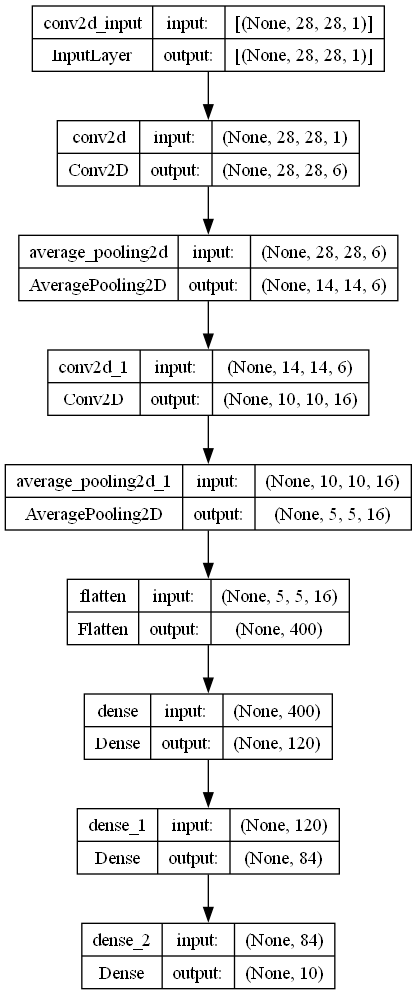 conv2d_input input: [(None, 28, 28, 1)]
InputLayer output: [(None, 28, 28, 1)]
conv2d input: (None, 28, 28, 1)
Conv2D output: (None, 28, 28, 6)
average_pooling2d input: (None, 28, 28, 6)
AveragePooling2D output: (None, 14, 14, 6)
conv2d_1 input: (None, 14, 14, 6)
Conv2D output: (None, 10, 10, 16)
average_pooling2d_1 input: (None, 10, 10, 16)
AveragePooling2D output: (None, 5, 5, 16)
flatten input: (None, 5, 5, 16)
Flatten output: (None, 400)
dense input: (None, 400)
Dense output: (None, 120)
dense_1 input: (None, 120)
Dense output: (None, 84)
dense_2 input: (None, 84)
Dense output: (None, 10)